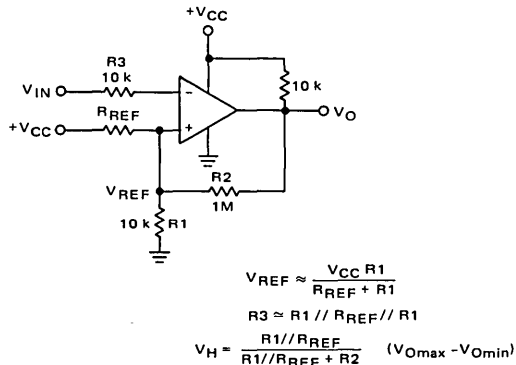 +VCC
R3
10 k
VIN
10 k
VO
RREF
+VCC
-
+
VREF
R2
1M
10 k R1
VREF ≈ VCC R1 / RREF + R1
R3 ≃ R1 // RREF // R1
VH = R1//RREF / R1//RREF + R2 (VOmax -VOmin)